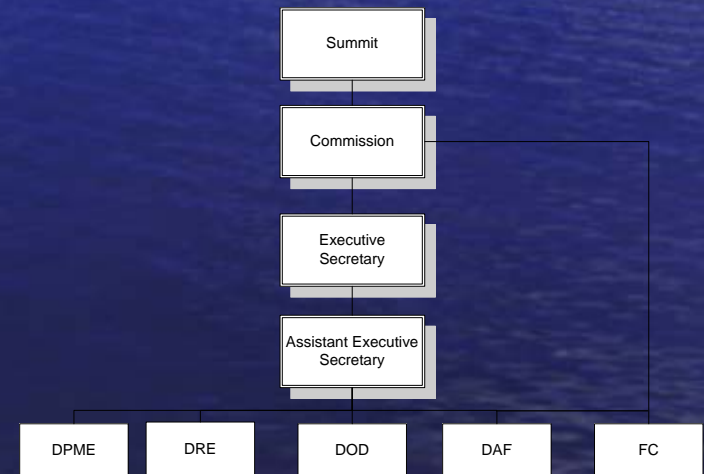 Summit
Commission
Executive
Secretary
Assistant Executive
Secretary
DPME
DRE
DOD
DAF
FC